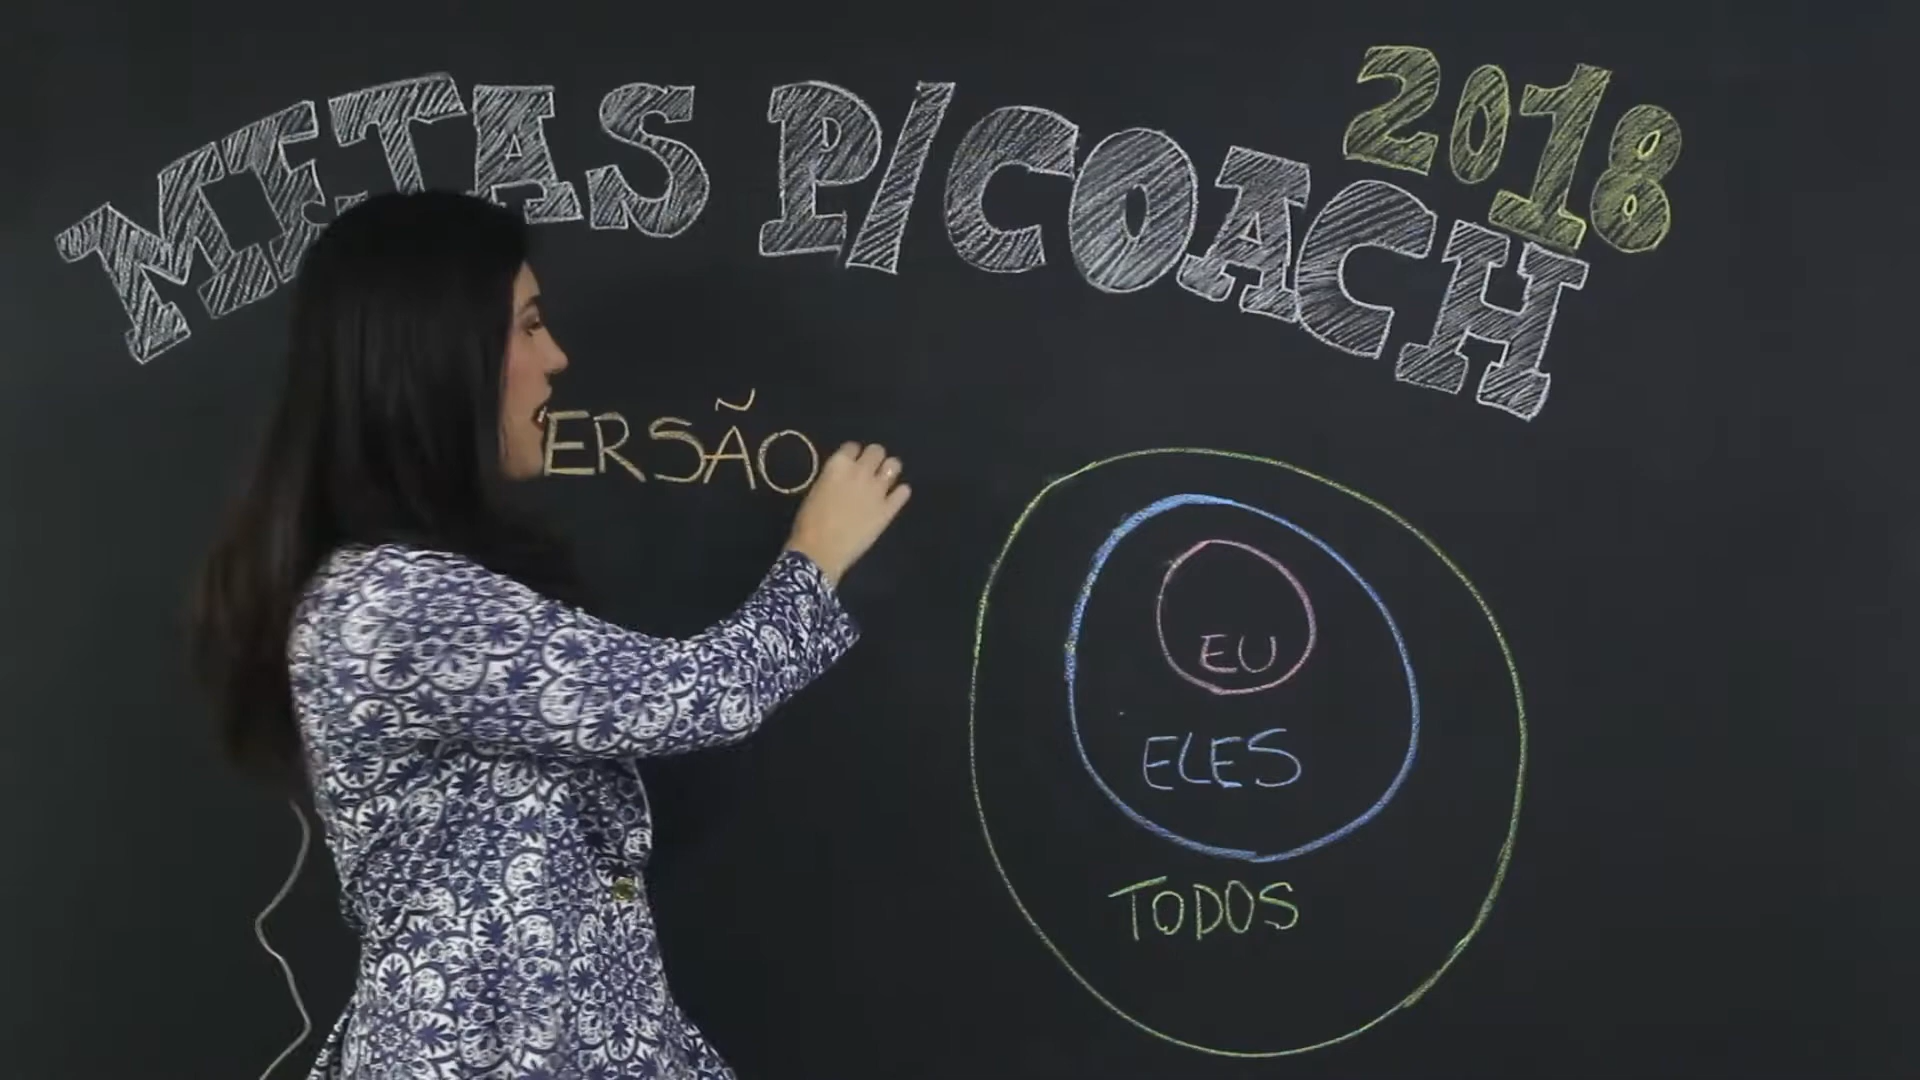 METAS P/COACH
2018
ERSÃO
EU
ELES
TODOS